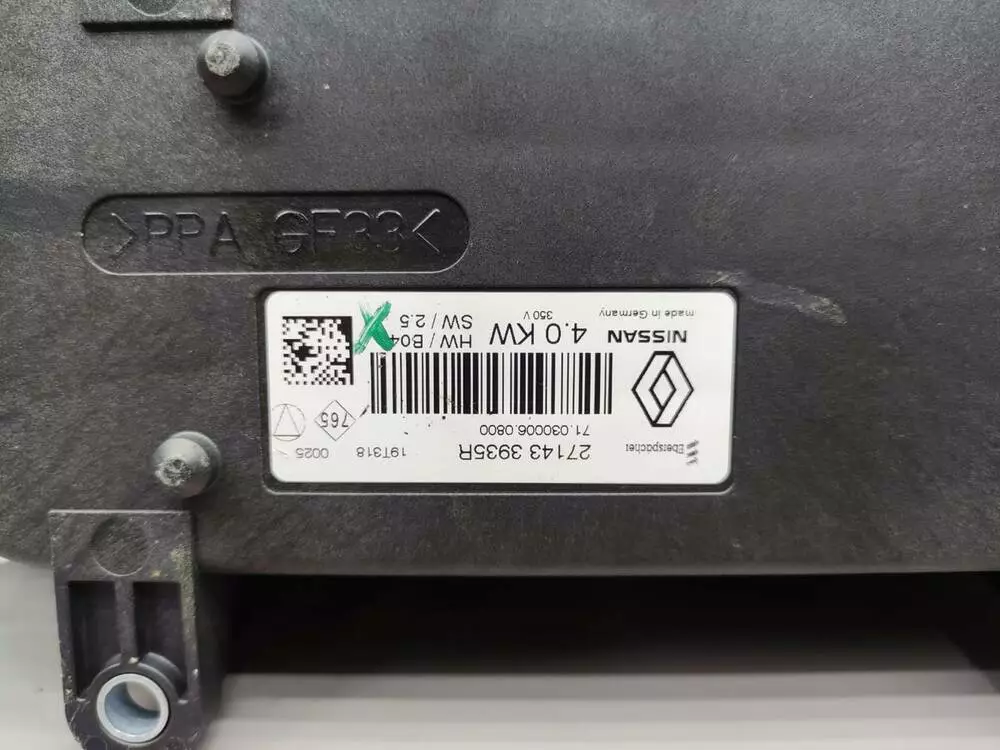 >PPA GF33<
Eberspächer
27143 3935R
19T318
0025
71.030006.0800
765
NISSAN
made in Germany
4.0 KW
350 V
HW / B04
SW / 2.5
X